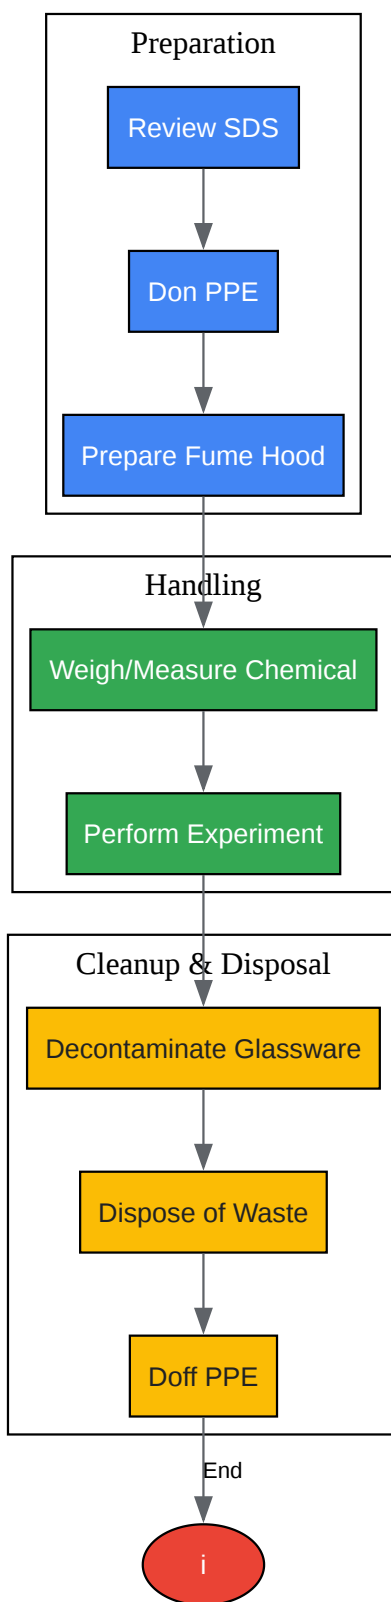 Preparation
Review SDS
Don PPE
Prepare Fume Hood
Handling
Weigh/Measure Chemical
Perform Experiment
Cleanup & Disposal
Decontaminate Glassware
Dispose of Waste
Doff PPE
End
i